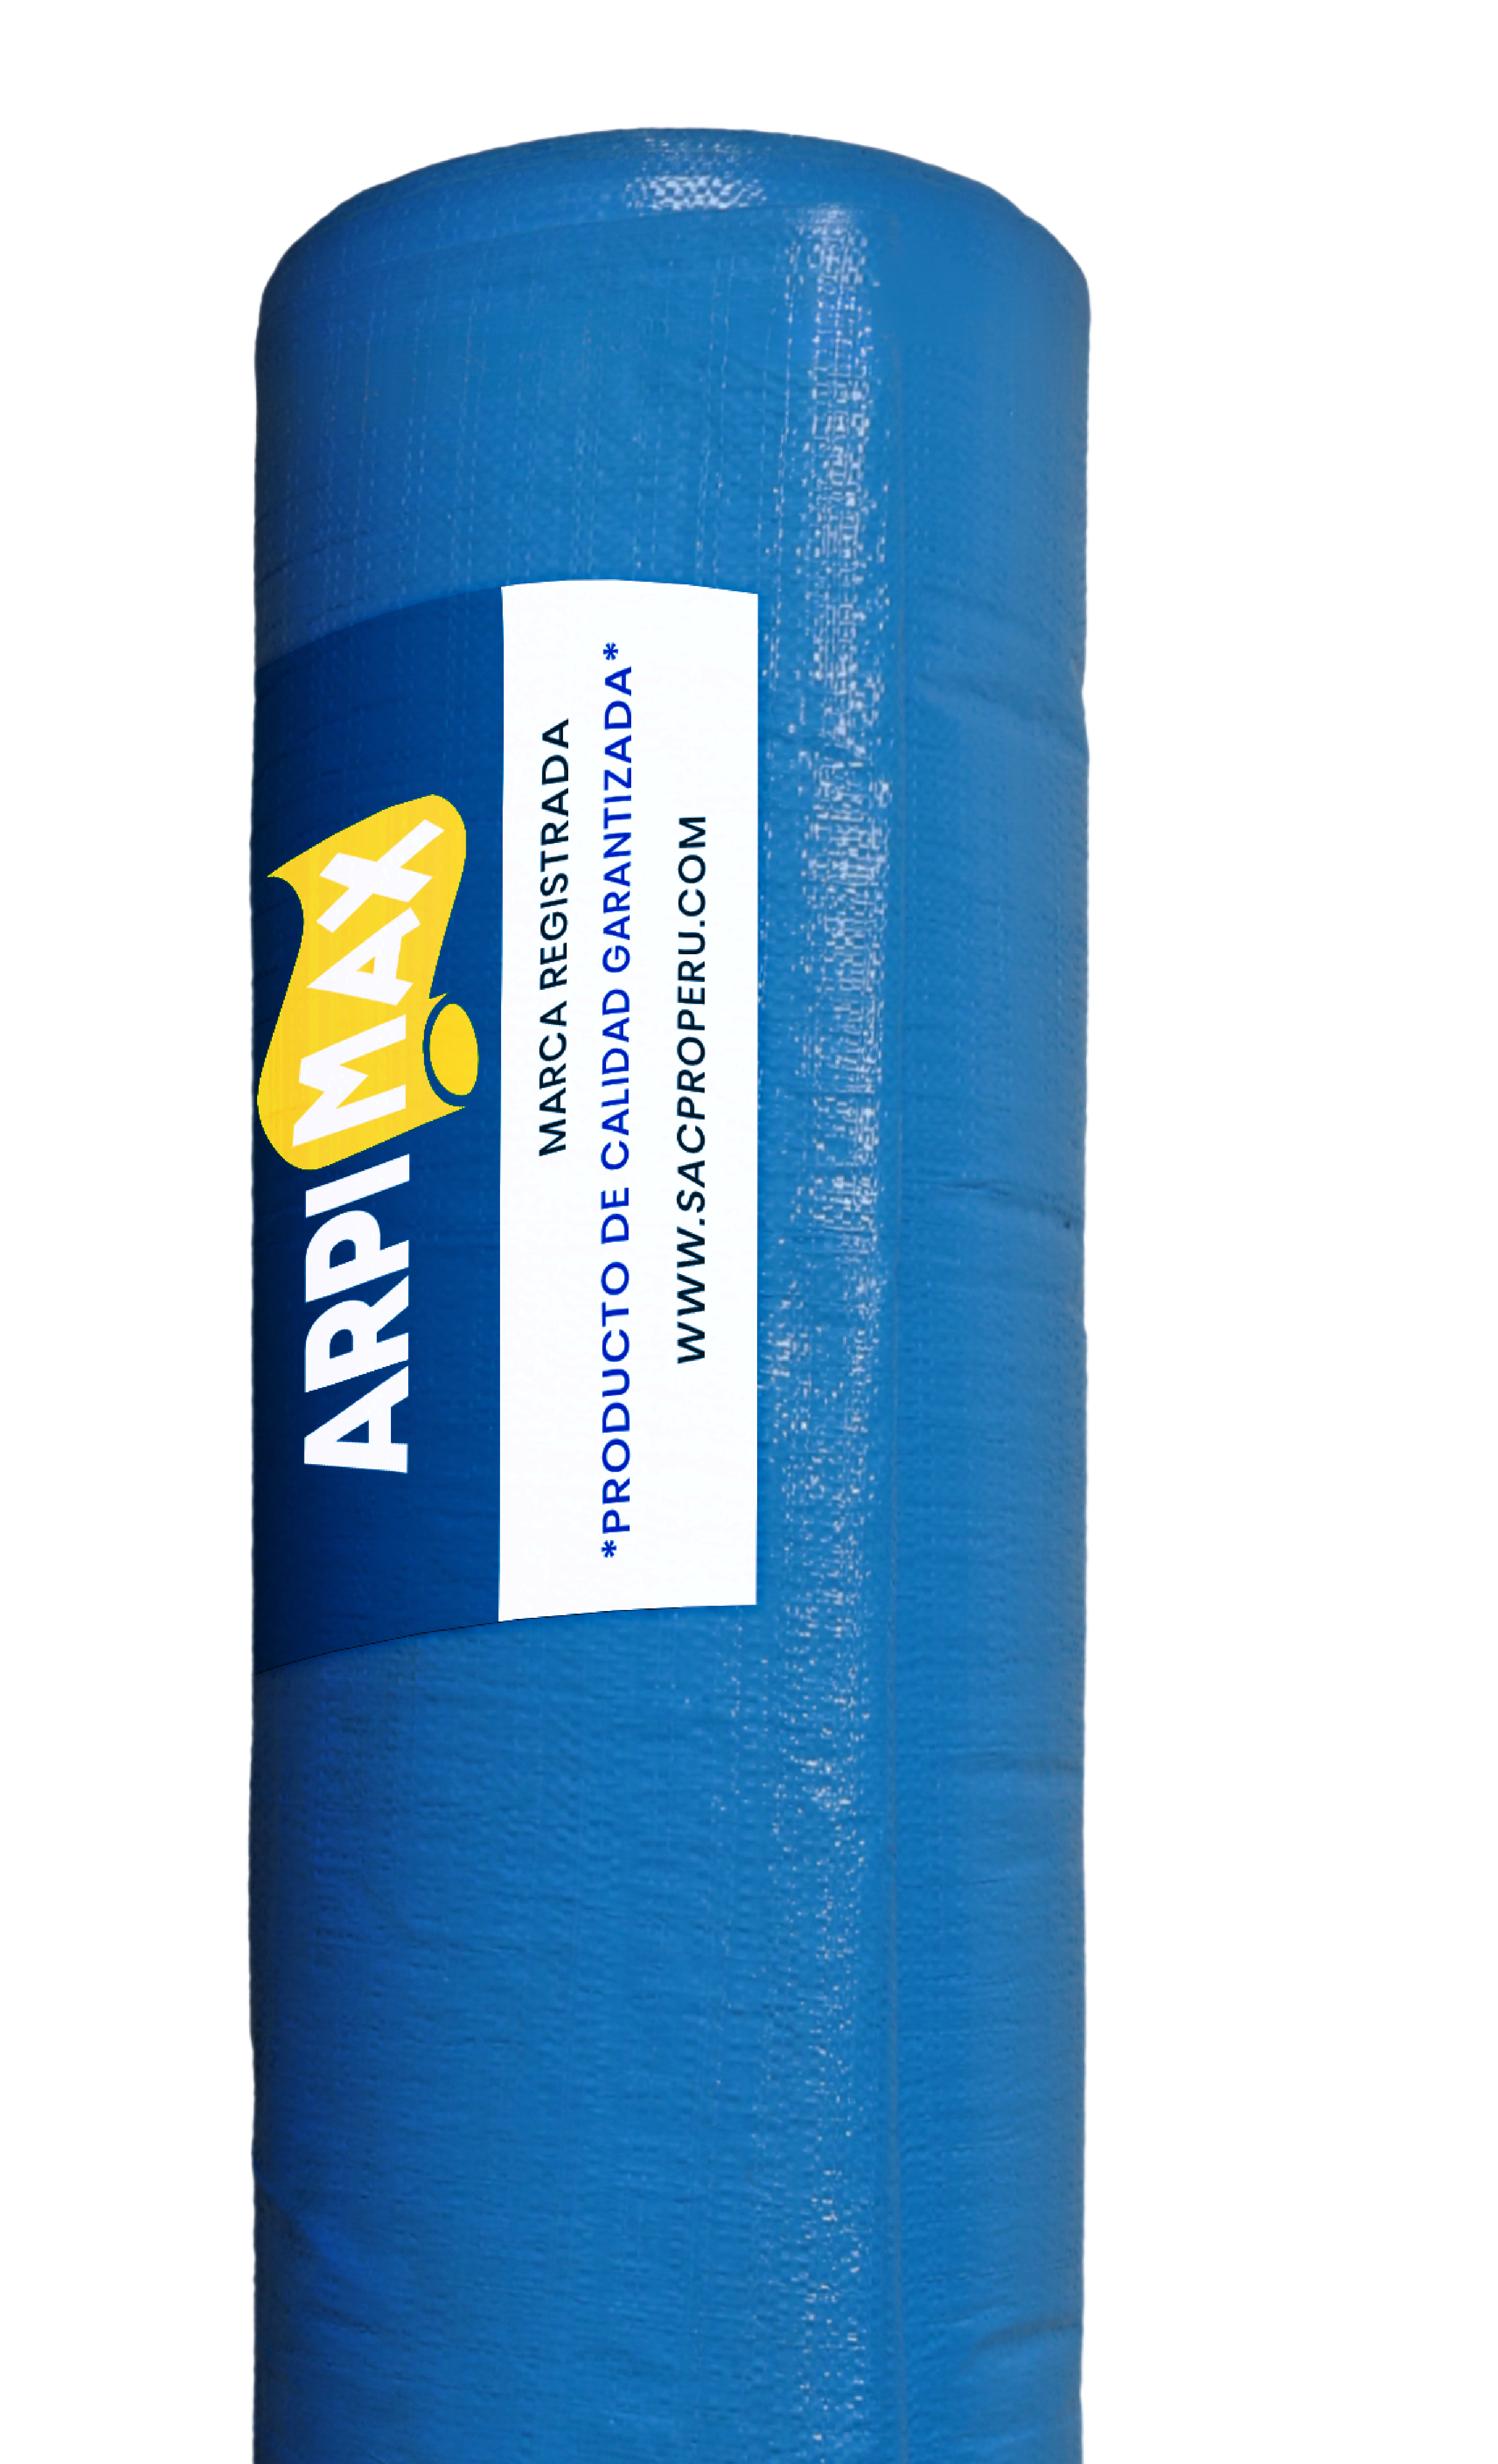 ARPIMAX
MARCA REGISTRADA
*PRODUCTO DE CALIDAD GARANTIZADA*
WWW.SACPROPERU.COM